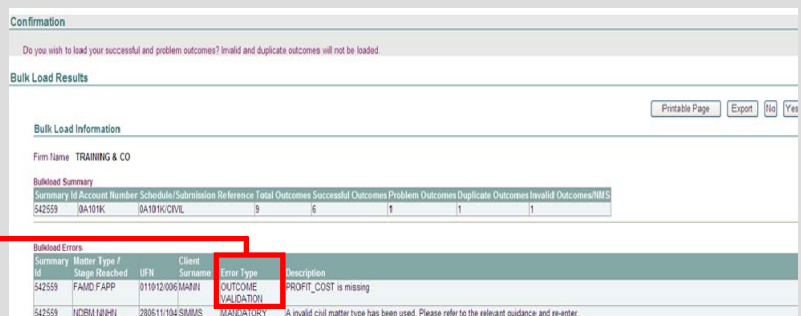 Confirmation
Do you wish to load your successful and problem outcomes? Invalid and duplicate outcomes will not be loaded.
Bulk Load Results
Printable Page Export No Yes
Bulk Load Information
Firm Name TRAINING & CO
Bulkload Summary
Summary Id Account Number Schedule/Submission Reference Total Outcomes Successful Outcomes Problem Outcomes Duplicate Outcomes Invalid Outcomes/NMS
542559 0A101K 0A101K/CIVIL 9 6 1 1 1
Bulkload Errors
Summary Matter Type / Client
Id Stage Reached UFN Surname Error Type Description
542559 FAMD:FAPP 011012/006 MANN OUTCOME PROFIT_COST is missing
VALIDATION
542559 NDBM:NNHN 280511/104 SIMMS MANDATORY A invalid civil matter type has been used. Please refer to the relevant guidance and re-enter.